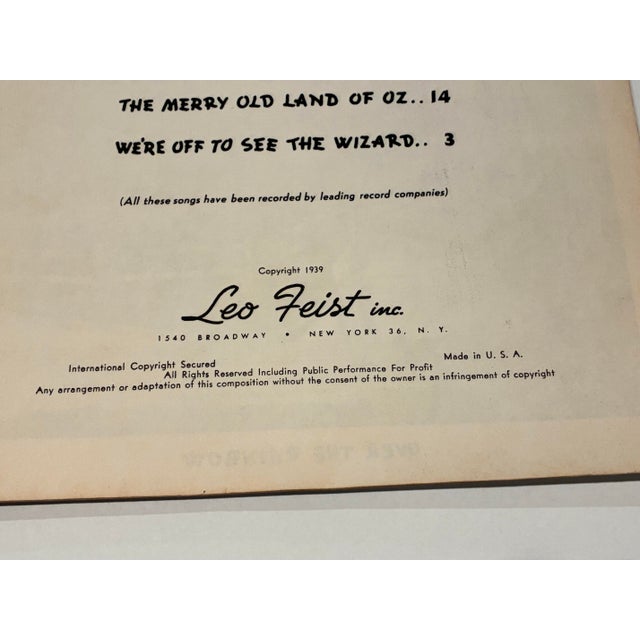 THE MERRY OLD LAND OF OZ.. 14
WE'RE OFF TO SEE THE WIZARD.. 3
(All these songs have been recorded by leading record companies)
Copyright 1939
Leo Feist inc.
1540 BROADWAY • NEW YORK 36, N. Y.
International Copyright Secured Made in U. S. A.
All Rights Reserved Including Public Performance For Profit
Any arrangement or adaptation of this composition without the consent of the owner is an infringement of copyright
OVER THE RAINBOW